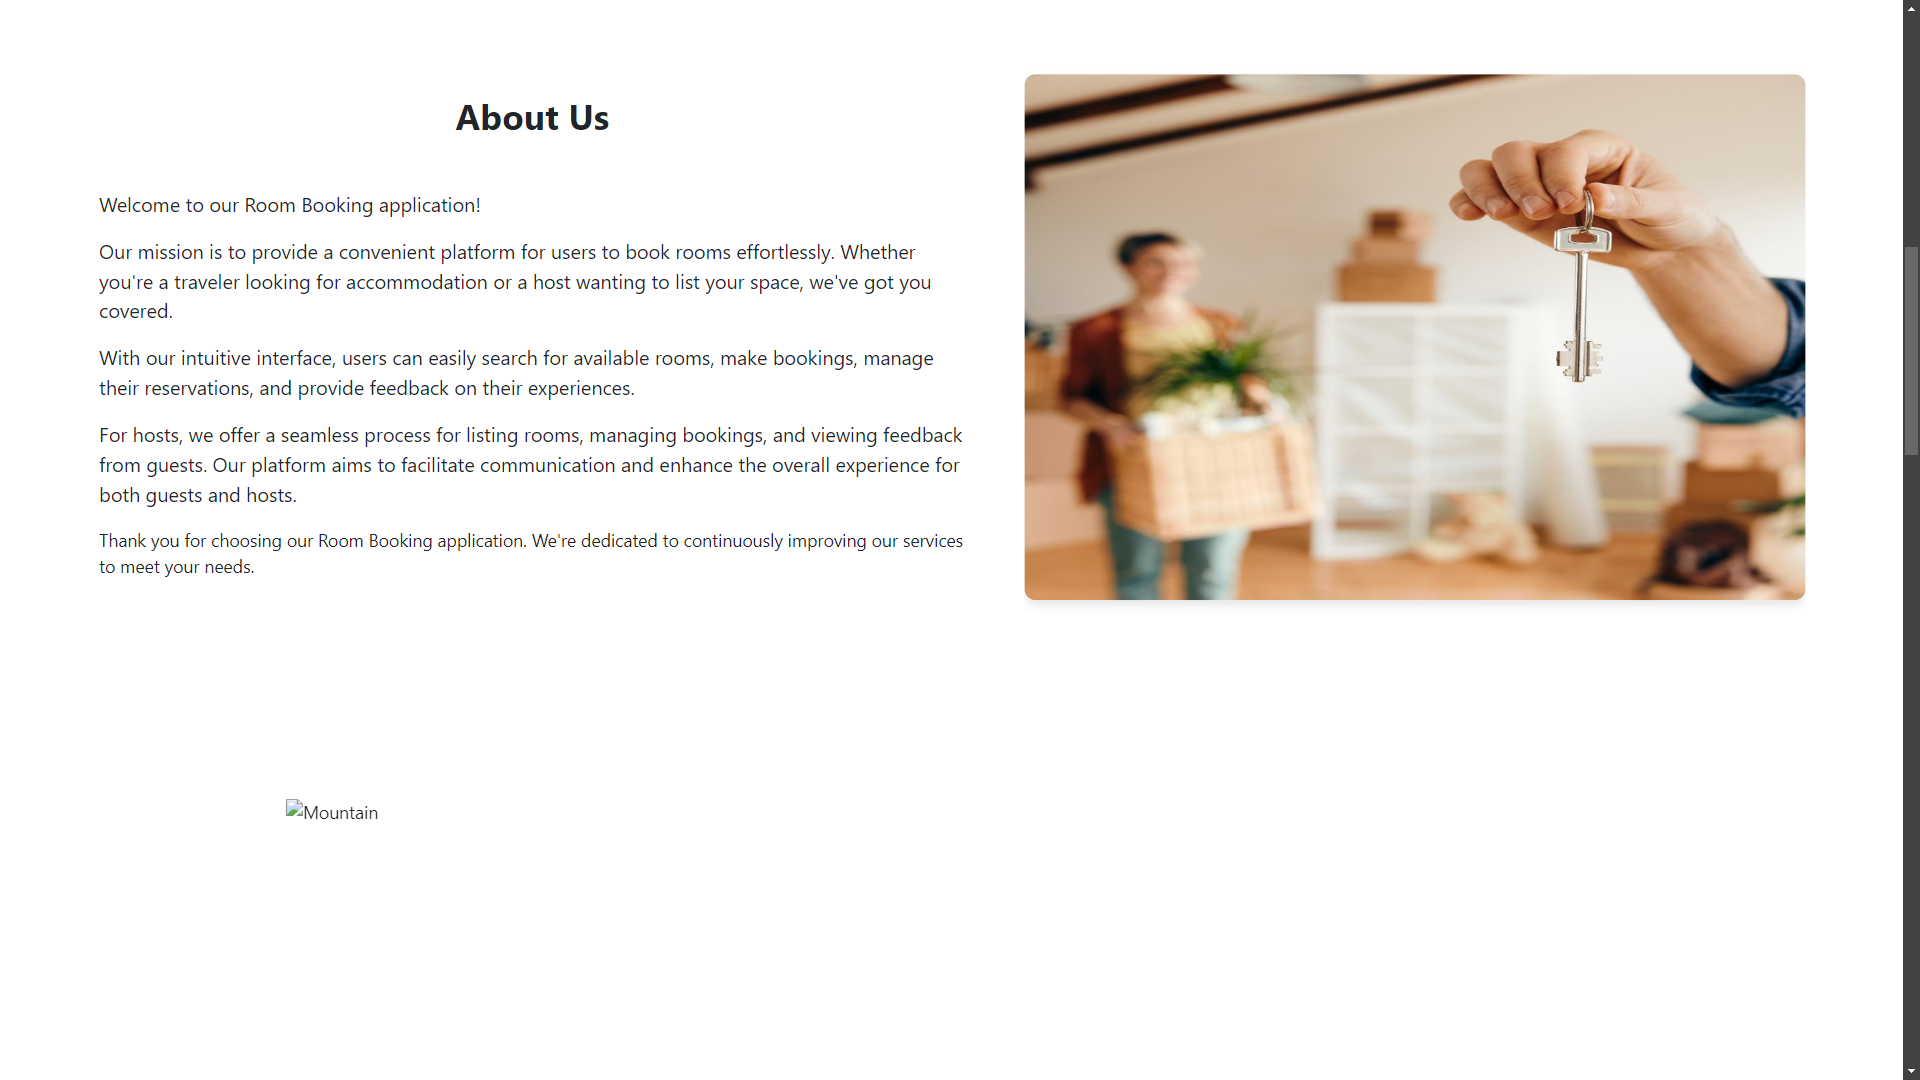 About Us
Welcome to our Room Booking application!
Our mission is to provide a convenient platform for users to book rooms effortlessly. Whether
you're a traveler looking for accommodation or a host wanting to list your space, we've got you
covered.
With our intuitive interface, users can easily search for available rooms, make bookings, manage
their reservations, and provide feedback on their experiences.
For hosts, we offer a seamless process for listing rooms, managing bookings, and viewing feedback
from guests. Our platform aims to facilitate communication and enhance the overall experience for
both guests and hosts.
Thank you for choosing our Room Booking application. We're dedicated to continuously improving our services
to meet your needs.
Mountain